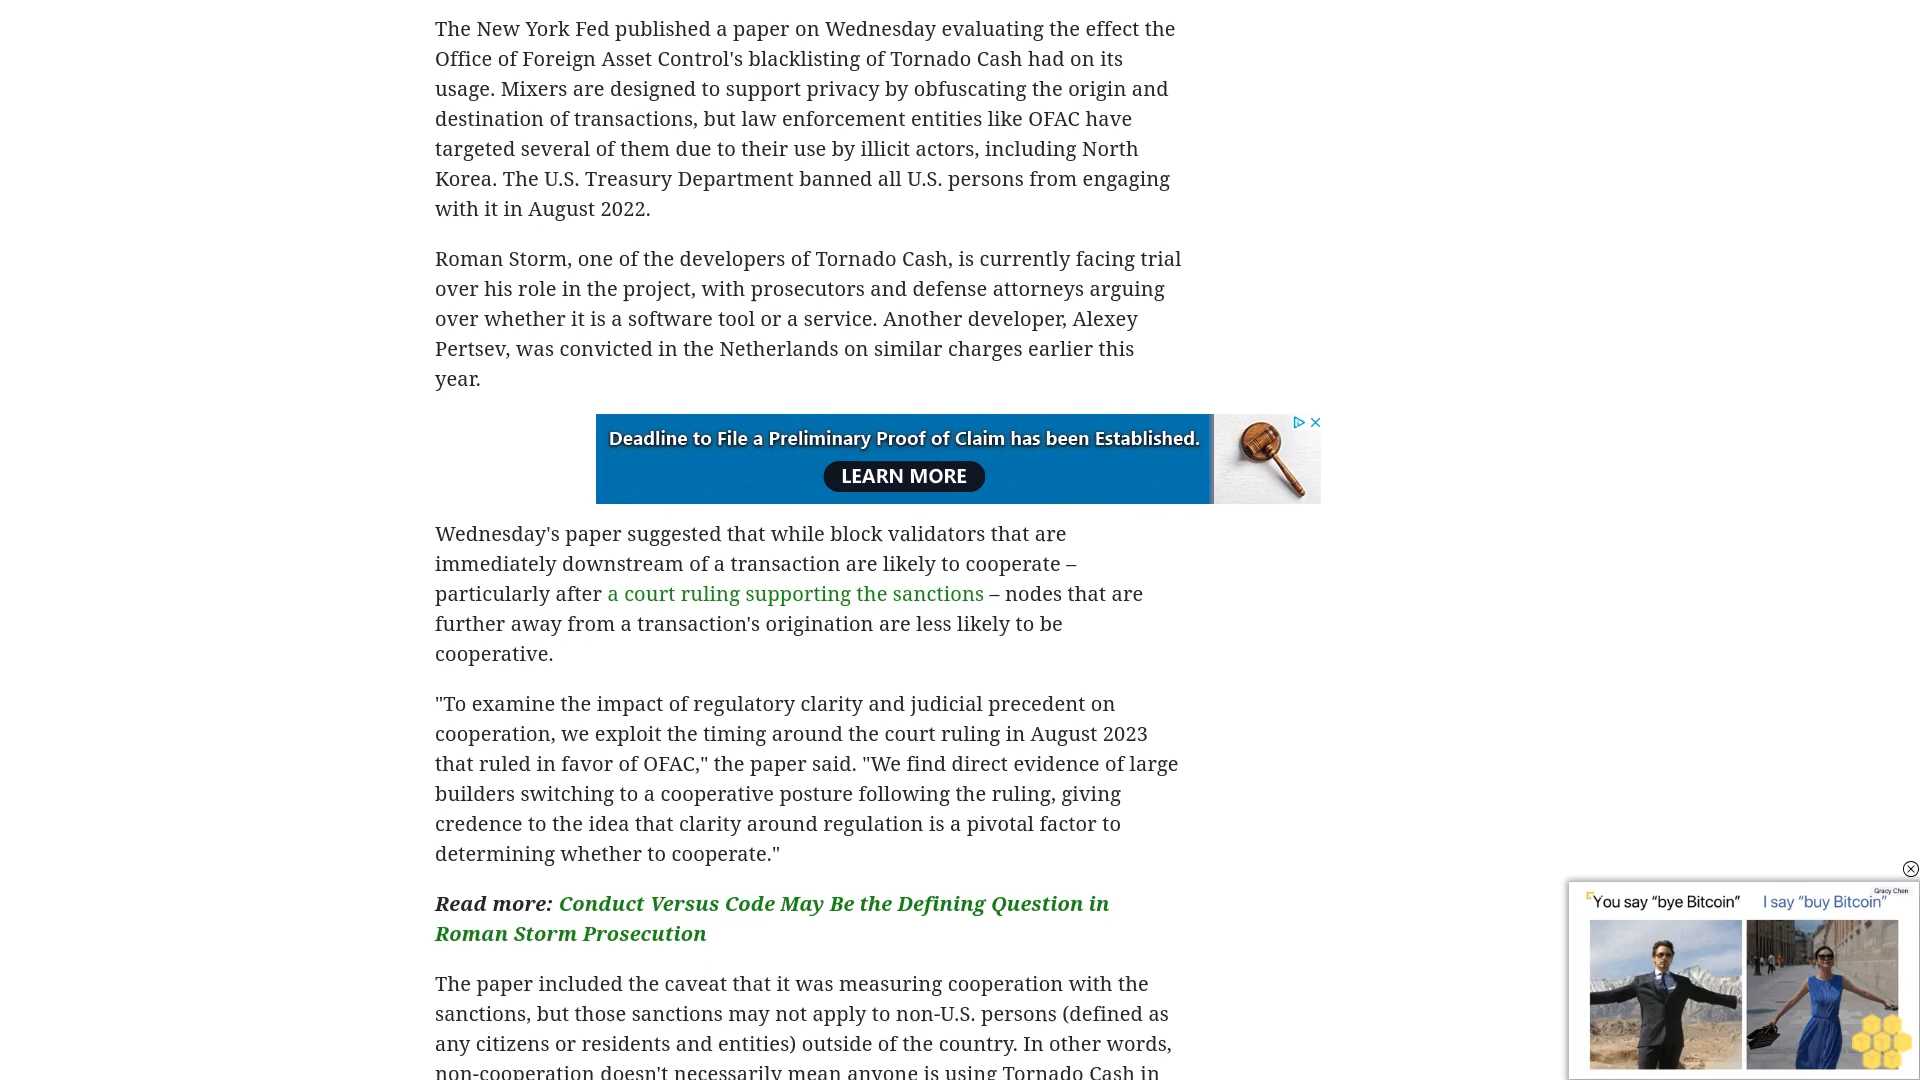 The New York Fed published a paper on Wednesday evaluating the effect the
Office of Foreign Asset Control's blacklisting of Tornado Cash had on its
usage. Mixers are designed to support privacy by obfuscating the origin and
destination of transactions, but law enforcement entities like OFAC have
targeted several of them due to their use by illicit actors, including North
Korea. The U.S. Treasury Department banned all U.S. persons from engaging
with it in August 2022.
Roman Storm, one of the developers of Tornado Cash, is currently facing trial
over his role in the project, with prosecutors and defense attorneys arguing
over whether it is a software tool or a service. Another developer, Alexey
Pertsev, was convicted in the Netherlands on similar charges earlier this
year.
Deadline to File a Preliminary Proof of Claim has been Established.
LEARN MORE
Wednesday's paper suggested that while block validators that are
immediately downstream of a transaction are likely to cooperate –
particularly after a court ruling supporting the sanctions – nodes that are
further away from a transaction's origination are less likely to be
cooperative.
"To examine the impact of regulatory clarity and judicial precedent on
cooperation, we exploit the timing around the court ruling in August 2023
that ruled in favor of OFAC," the paper said. "We find direct evidence of large
builders switching to a cooperative posture following the ruling, giving
credence to the idea that clarity around regulation is a pivotal factor to
determining whether to cooperate."
Read more: Conduct Versus Code May Be the Defining Question in
Roman Storm Prosecution
The paper included the caveat that it was measuring cooperation with the
sanctions, but those sanctions may not apply to non-U.S. persons (defined as
any citizens or residents and entities) outside of the country. In other words,
non-cooperation doesn't necessarily mean anyone is using Tornado Cash in
Gracy Chen
You say “bye Bitcoin” I say “buy Bitcoin”